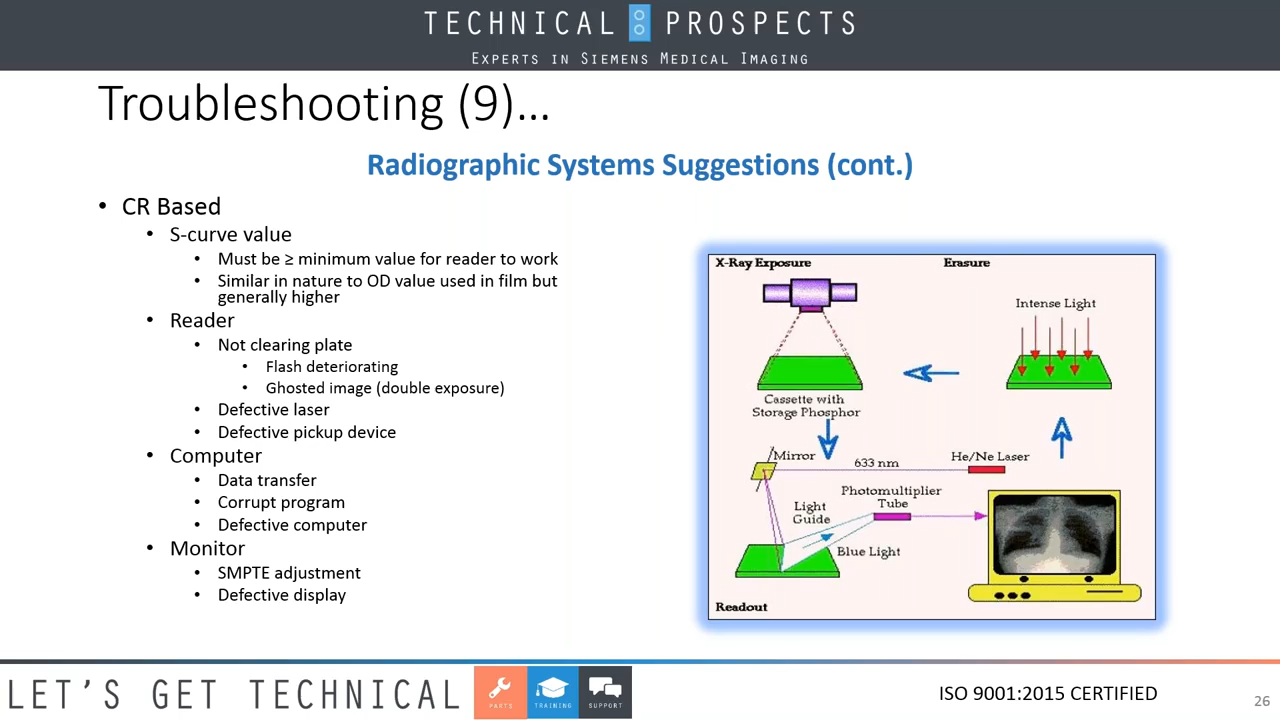 TECHNICAL PROSPECTS
EXPERTS IN SIEMENS MEDICAL IMAGING
Troubleshooting (9)…
Radiographic Systems Suggestions (cont.)
• CR Based
• S-curve value
• Must be ≥ minimum value for reader to work
• Similar in nature to OD value used in film but
generally higher
• Reader
• Not clearing plate
• Flash deteriorating
• Ghosted image (double exposure)
• Defective laser
• Defective pickup device
• Computer
• Data transfer
• Corrupt program
• Defective computer
• Monitor
• SMPTE adjustment
• Defective display
X-Ray Exposure
Erasure
Intense Light
Cassette with
Storage Phosphor
Mirror
633 nm
He/Ne Laser
Photomultiplier
Tube
Light
Guide
Blue Light
Readout
LET'S GET TECHNICAL
PARTS
TRAINING
SUPPORT
ISO 9001:2015 CERTIFIED
26